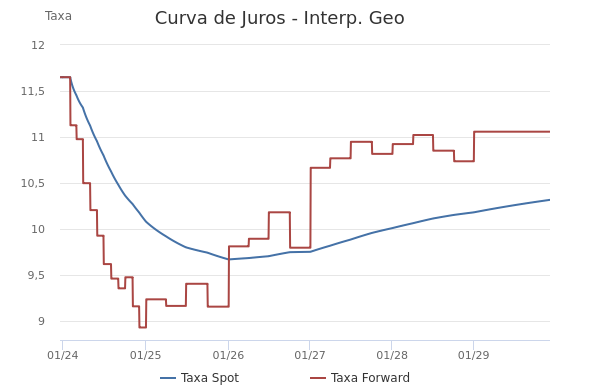 Curva de Juros - Interp. Geo
Taxa
12
11,5
11
10,5
10
9,5
9
01/24 01/25 01/26 01/27 01/28 01/29
Taxa Spot Taxa Forward